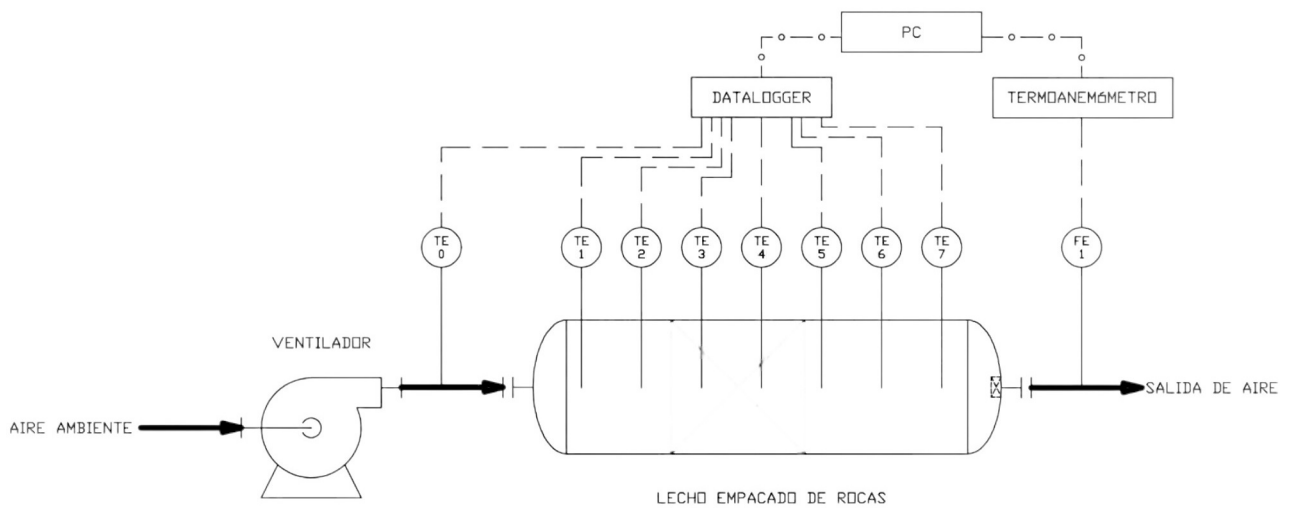 PC
DATALOGGER
TERMOANEMÓMETRO
TE
0
TE
1
TE
2
TE
3
TE
4
TE
5
TE
6
TE
7
FE
1
VENTILADOR
SALIDA DE AIRE
AIRE AMBIENTE
LECHO EMPACADO DE ROCAS